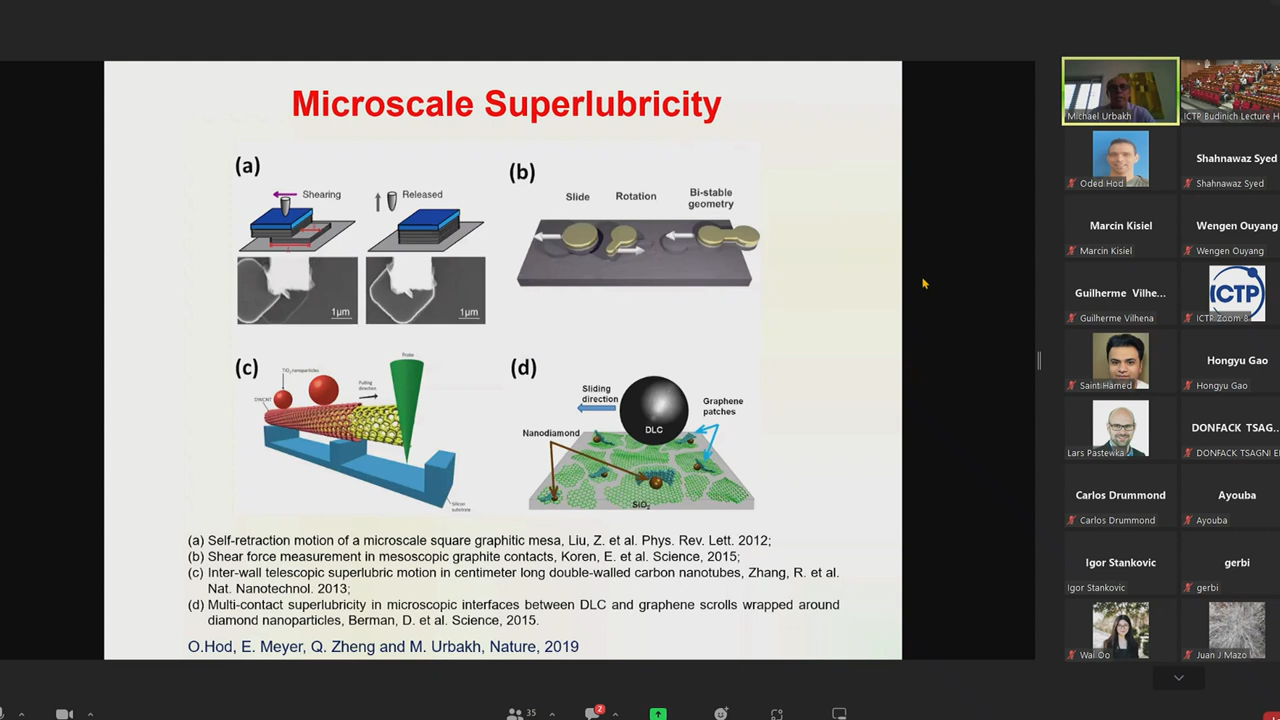 Microscale Superlubricity
(a)
Shearing
Released
1μm
1μm
(b)
Slide
Rotation
Bi-stable
geometry
(c)
TiO2 nanoparticles
DWCNT
Pulling
direction
Probe
Silicon
substrate
(d)
Sliding
direction
DLC
Graphene
patches
Nanodiamond
SiO2
(a) Self-retraction motion of a microscale square graphitic mesa, Liu, Z. et al. Phys. Rev. Lett. 2012;
(b) Shear force measurement in mesoscopic graphite contacts, Koren, E. et al. Science, 2015;
(c) Inter-wall telescopic superlubric motion in centimeter long double-walled carbon nanotubes, Zhang, R. et al.
Nat. Nanotechnol. 2013;
(d) Multi-contact superlubricity in microscopic interfaces between DLC and graphene scrolls wrapped around
diamond nanoparticles, Berman, D. et al. Science, 2015.
O.Hod, E. Meyer, Q. Zheng and M. Urbakh, Nature, 2019
Michael Urbakh
ICTP Budinich Lecture H
Oded Hod
Shahnawaz Syed
Shahnawaz Syed
Marcin Kisiel
Marcin Kisiel
Wengen Ouyang
Wengen Ouyang
Guilherme Vilhe...
Guilherme Vilhena
ICTP
ICTP Zoom 8
Saint Hamed
Hongyu Gao
Hongyu Gao
Lars Pastewka
DONFACK TSAG...
DONFACK TSAGNI E
Carlos Drummond
Carlos Drummond
Ayouba
Ayouba
Igor Stankovic
Igor Stankovic
gerbi
gerbi
Wai Oo
Juan J Mazo
35
2